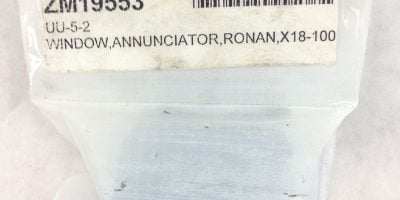 ZM19553
UU-5-2
WINDOW,ANNUNCIATOR,RONAN,X18-100